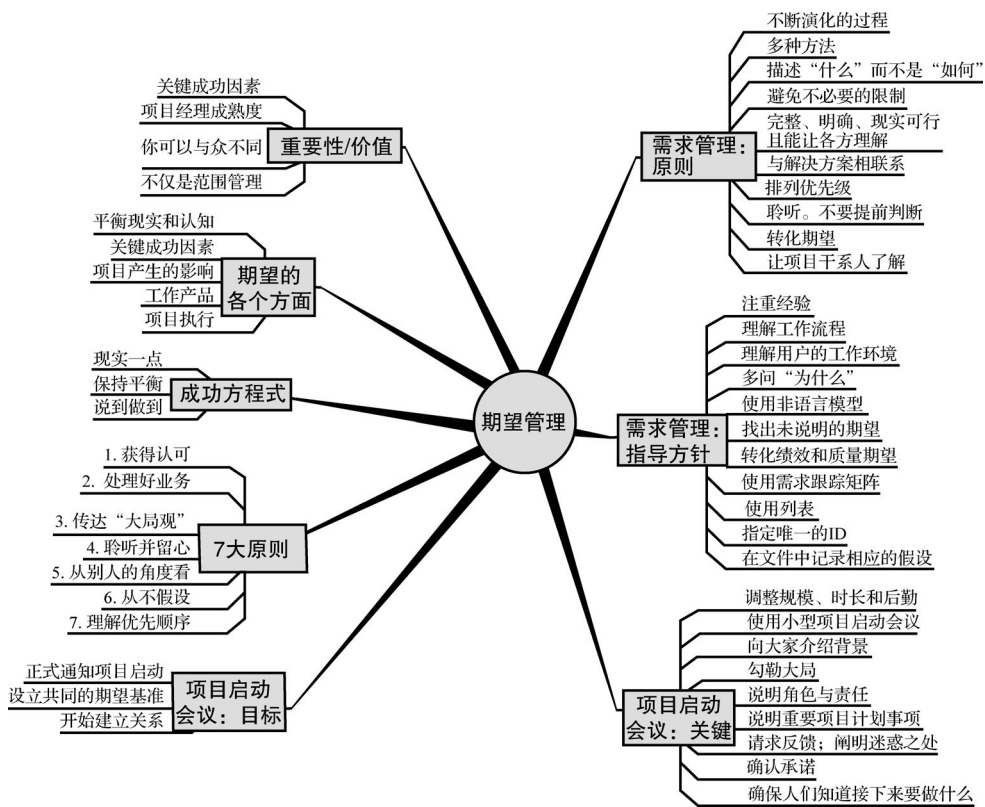 期望管理
重要性/价值
关键成功因素
项目经理成熟度
你可以与众不同
不仅是范围管理
期望的
各个方面
平衡现实和认知
关键成功因素
项目产生的影响
工作产品
项目执行
成功方程式
现实一点
保持平衡
说到做到
7大原则
1. 获得认可
2. 处理好业务
3. 传达“大局观”
4. 聆听并留心
5. 从别人的角度看
6. 从不假设
7. 理解优先顺序
项目启动
会议：目标
正式通知项目启动
设立共同的期望基准
开始建立关系
需求管理：
原则
不断演化的过程
多种方法
描述“什么”而不是“如何”
避免不必要的限制
完整、明确、现实可行
且能让各方理解
与解决方案相联系
排列优先级
聆听。不要提前判断
转化期望
让项目干系人了解
需求管理：
指导方针
注重经验
理解工作流程
理解用户的工作环境
多问“为什么”
使用非语言模型
找出未说明的期望
转化绩效和质量期望
使用需求跟踪矩阵
使用列表
指定唯一的ID
在文件中记录相应的假设
项目启动
会议：关键
调整规模、时长和后勤
使用小型项目启动会议
向大家介绍背景
勾勒大局
说明角色与责任
说明重要项目计划事项
请求反馈；阐明迷惑之处
确认承诺
确保人们知道接下来要做什么